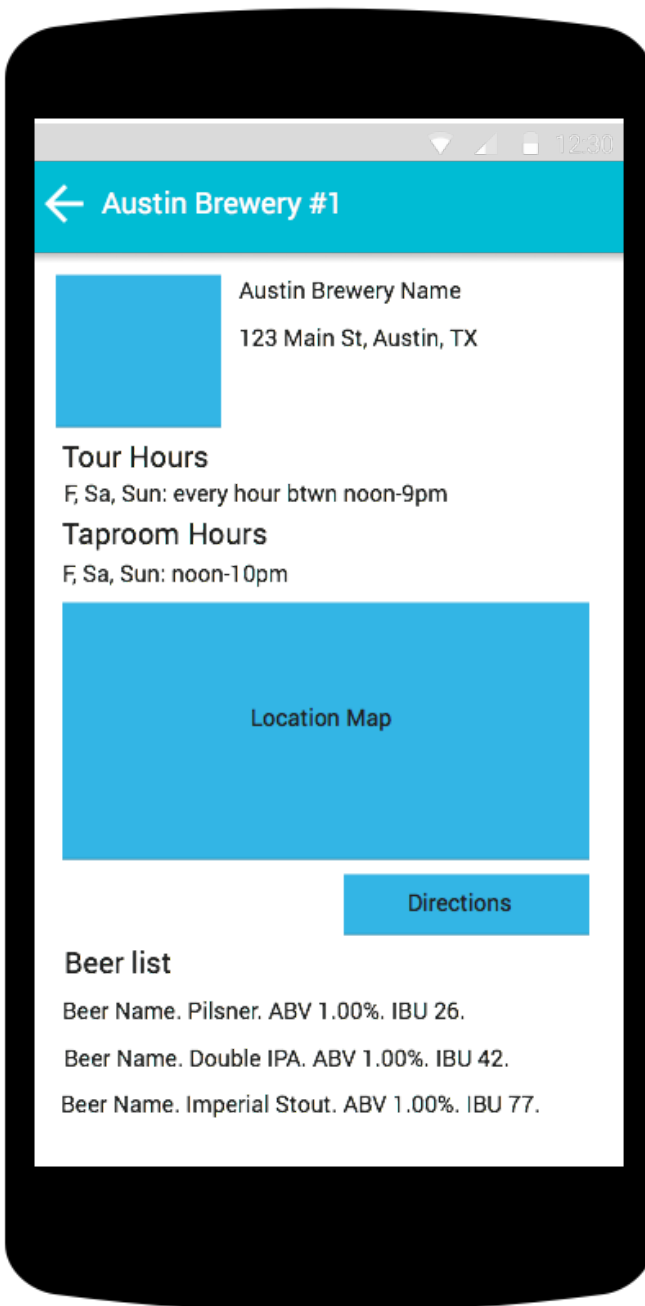 12:30
Austin Brewery #1
Austin Brewery Name
123 Main St, Austin, TX
Tour Hours
F, Sa, Sun: every hour btwn noon-9pm
Taproom Hours
F, Sa, Sun: noon-10pm
Location Map
Directions
Beer list
Beer Name. Pilsner. ABV 1.00%. IBU 26.
Beer Name. Double IPA. ABV 1.00%. IBU 42.
Beer Name. Imperial Stout. ABV 1.00%. IBU 77.